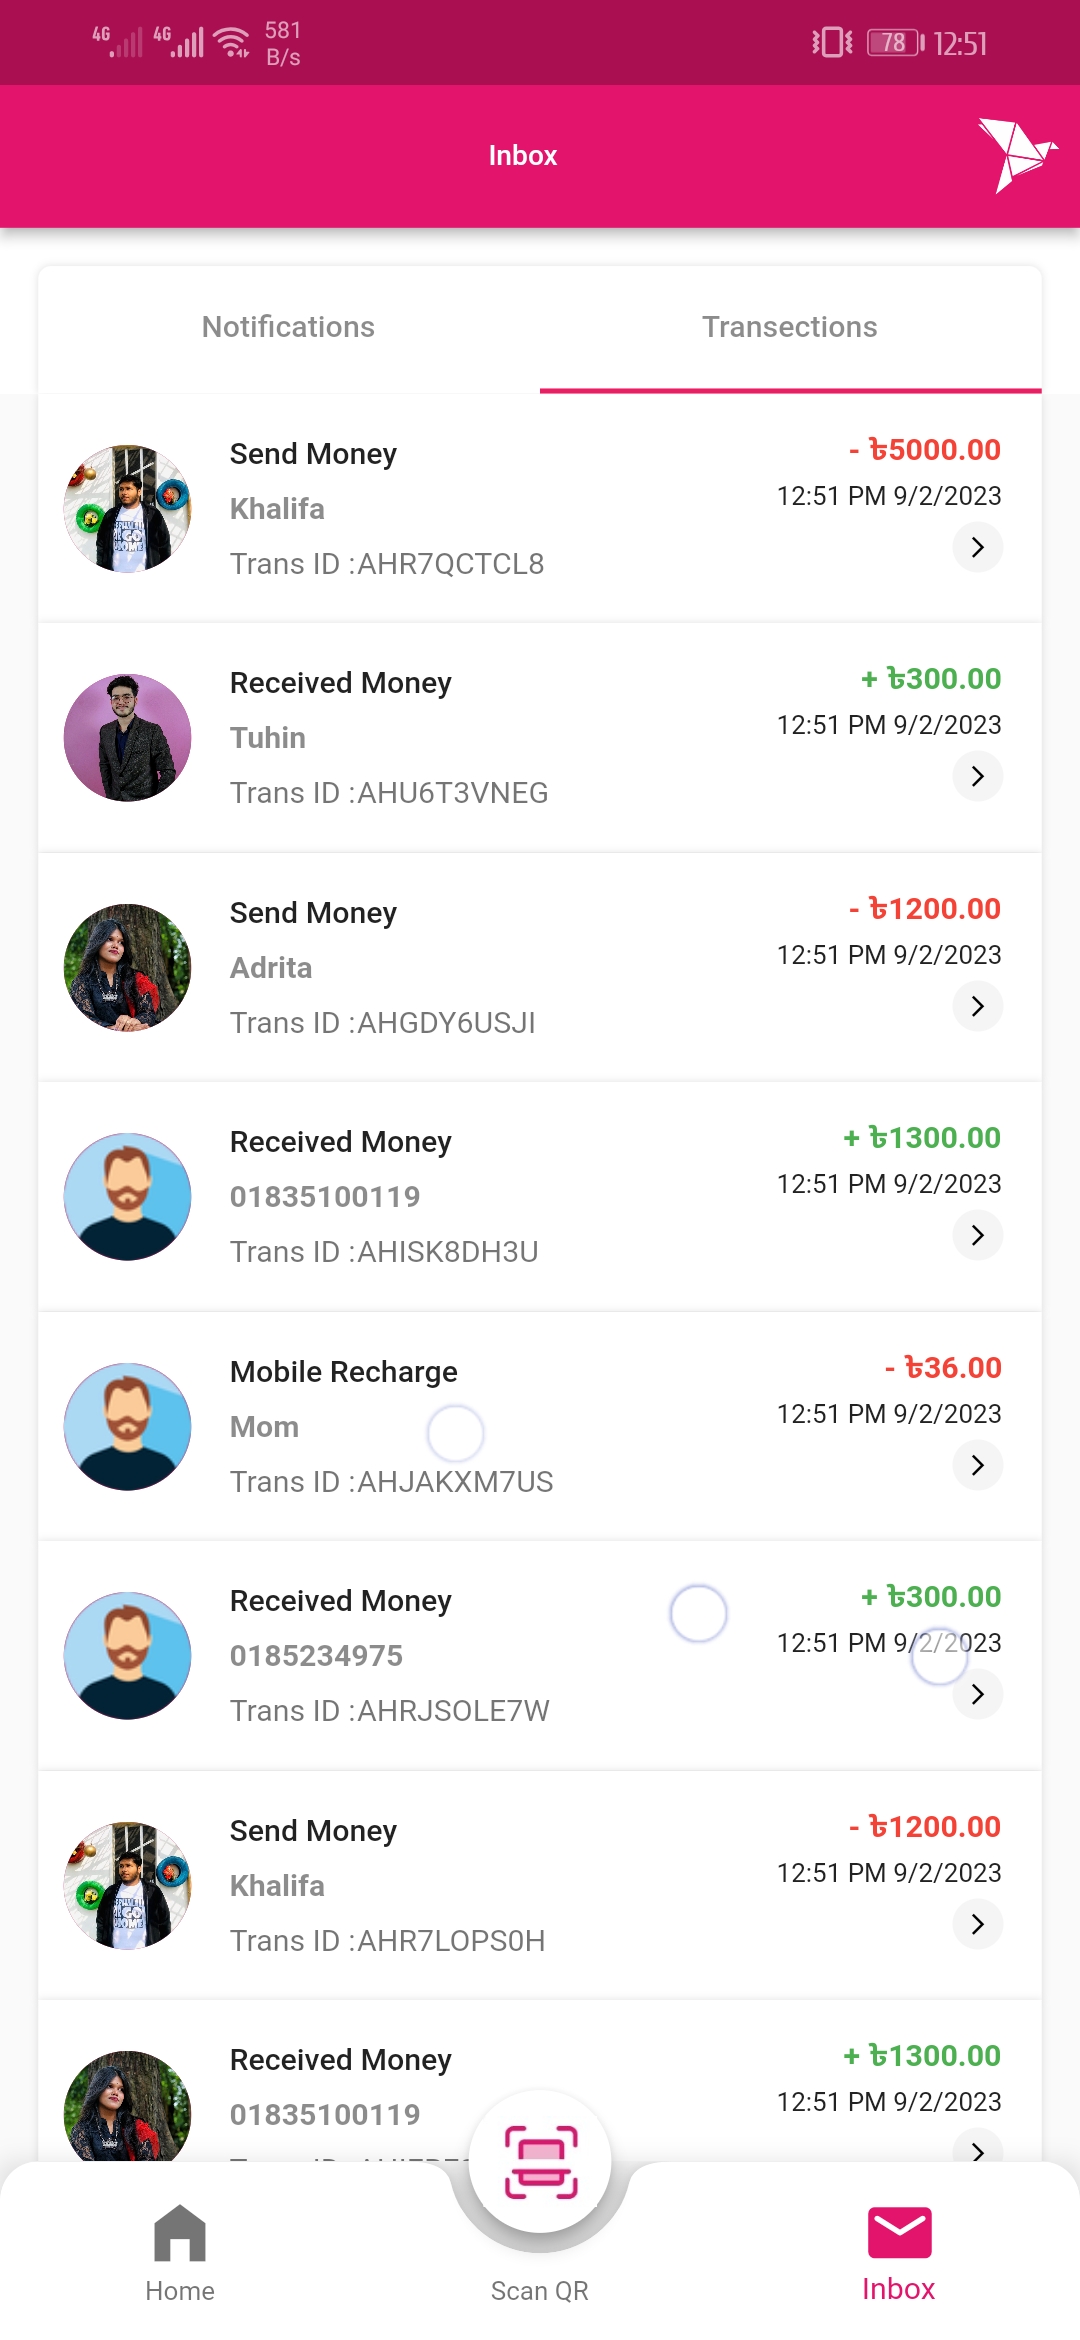 4G 4G 581 B/s 78 12:51
Inbox
Notifications Transections
Send Money - ৳5000.00
Khalifa 12:51 PM 9/2/2023
Trans ID :AHR7QCTCL8
Received Money + ৳300.00
Tuhin 12:51 PM 9/2/2023
Trans ID :AHU6T3VNEG
Send Money - ৳1200.00
Adrita 12:51 PM 9/2/2023
Trans ID :AHGDY6USJI
Received Money + ৳1300.00
01835100119 12:51 PM 9/2/2023
Trans ID :AHISK8DH3U
Mobile Recharge - ৳36.00
Mom 12:51 PM 9/2/2023
Trans ID :AHJAKXM7US
Received Money + ৳300.00
0185234975 12:51 PM 9/2/2023
Trans ID :AHRJSOLE7W
Send Money - ৳1200.00
Khalifa 12:51 PM 9/2/2023
Trans ID :AHR7LOPS0H
Received Money + ৳1300.00
01835100119 12:51 PM 9/2/2023
Home Scan QR Inbox